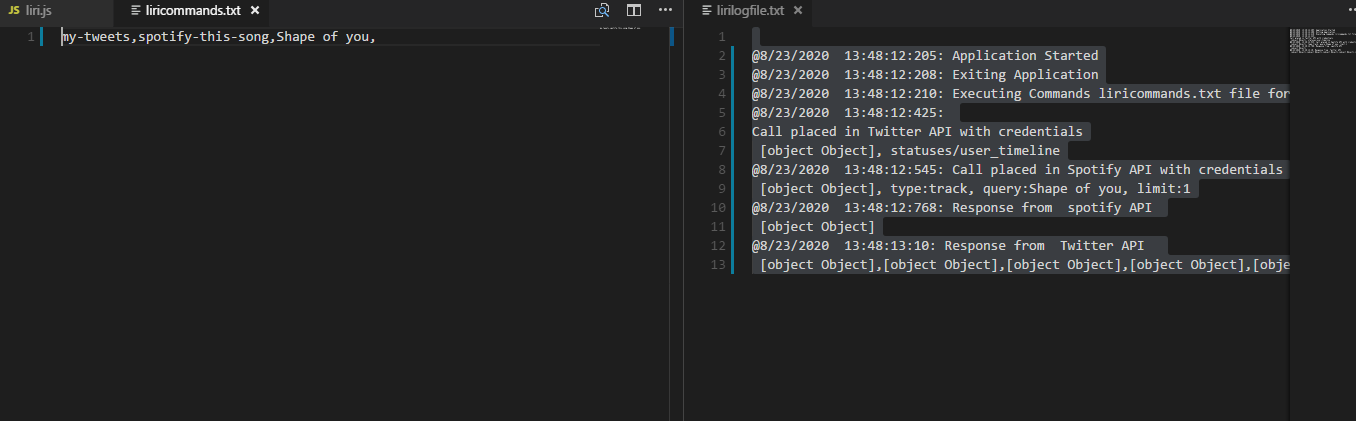 JS liri.js
liricommands.txt
1 my-tweets,spotify-this-song,Shape of you,
lirilogfile.txt
1
2 @8/23/2020  13:48:12:205: Application Started
3 @8/23/2020  13:48:12:208: Exiting Application
4 @8/23/2020  13:48:12:210: Executing Commands liricommands.txt file for
5 @8/23/2020  13:48:12:425:
6 Call placed in Twitter API with credentials
7  [object Object], statuses/user_timeline
8 @8/23/2020  13:48:12:545: Call placed in Spotify API with credentials
9  [object Object], type:track, query:Shape of you, limit:1
10 @8/23/2020  13:48:12:768: Response from  spotify API
11  [object Object]
12 @8/23/2020  13:48:13:10: Response from  Twitter API
13  [object Object],[object Object],[object Object],[object Object],[obje